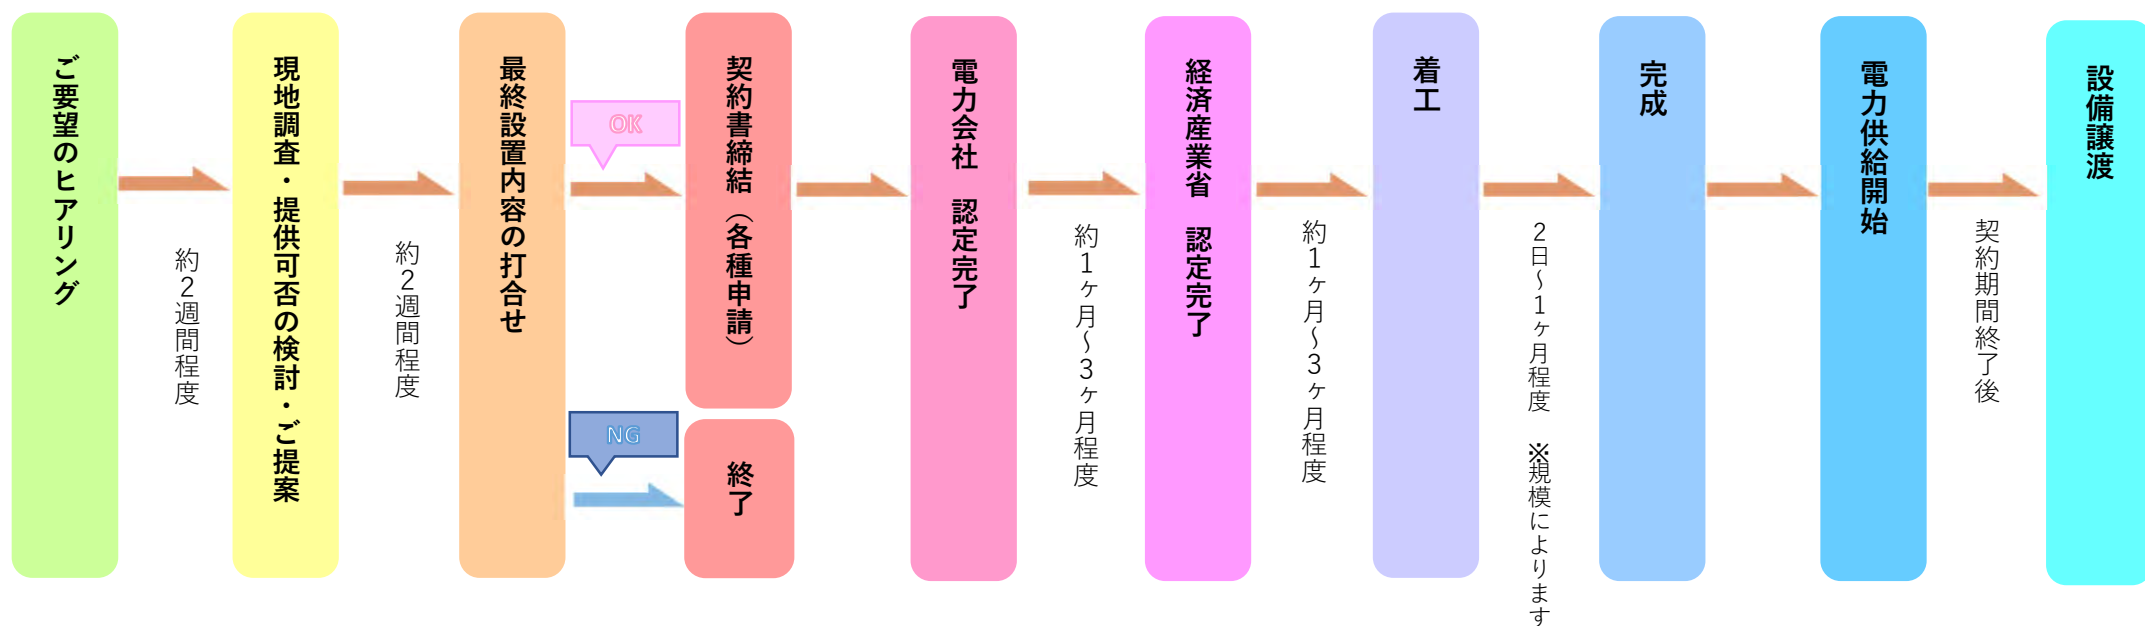 ご要望のヒアリング
約2週間程度
現地調査・提供可否の検討・ご提案
約2週間程度
最終設置内容の打合せ
OK
契約書締結（各種申請）
NG
終了
電力会社　認定完了
約1ヶ月～3ヶ月程度
経済産業省　認定完了
約1ヶ月～3ヶ月程度
着工
2日～1ヶ月程度　※規模によります
完成
電力供給開始
契約期間終了後
設備譲渡